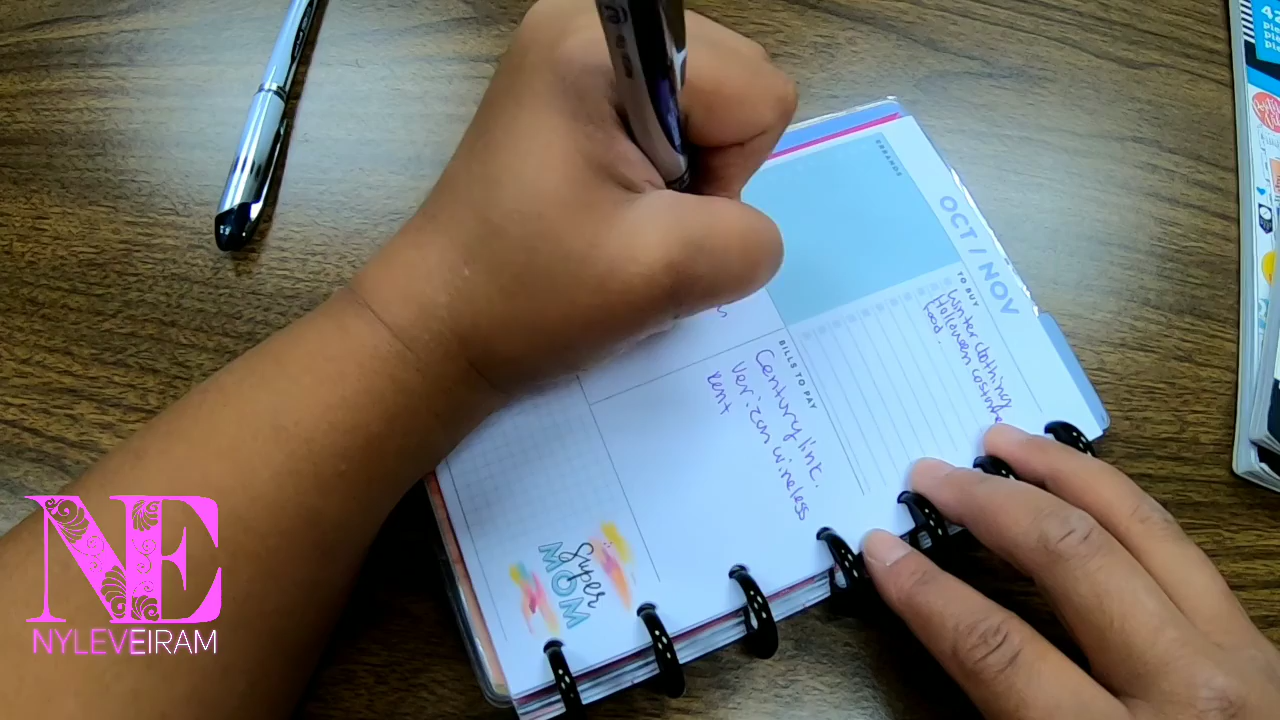 OCT / NOV
ERRANDS
TO BUY
Winter clothing
Halloween costume
food.
BILLS TO PAY
Century link.
Verizon wireless
rent
Super
MOM
NE
NYLEVEIRAM